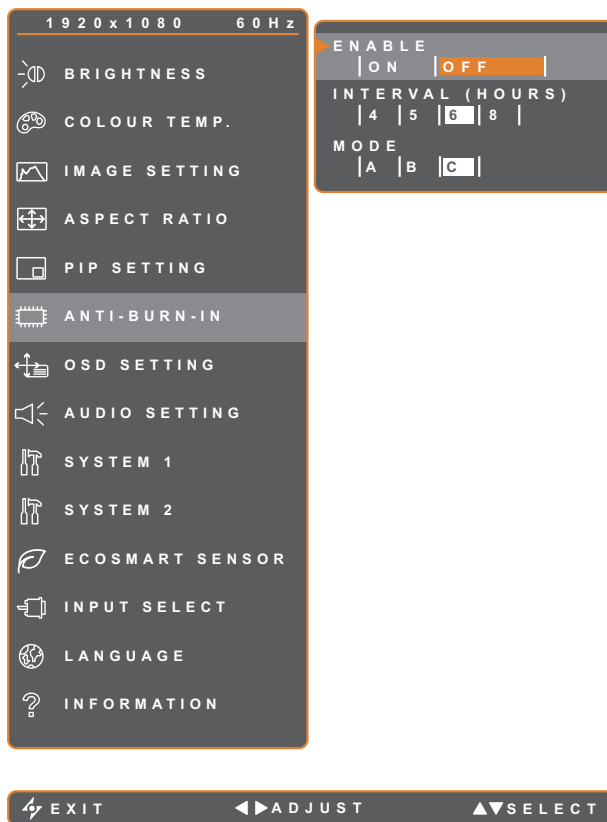 1920x1080 60Hz
BRIGHTNESS
COLOUR TEMP.
IMAGE SETTING
ASPECT RATIO
PIP SETTING
ANTI-BURN-IN
OSD SETTING
AUDIO SETTING
SYSTEM 1
SYSTEM 2
ECOSMART SENSOR
INPUT SELECT
LANGUAGE
INFORMATION
ENABLE
ON OFF
INTERVAL (HOURS)
4 5 6 8
MODE
A B C
EXIT ADJUST SELECT